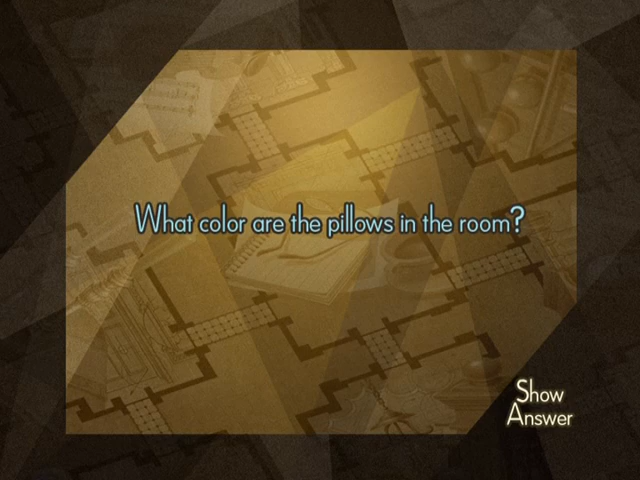 What color are the pillows in the room?
Show
Answer